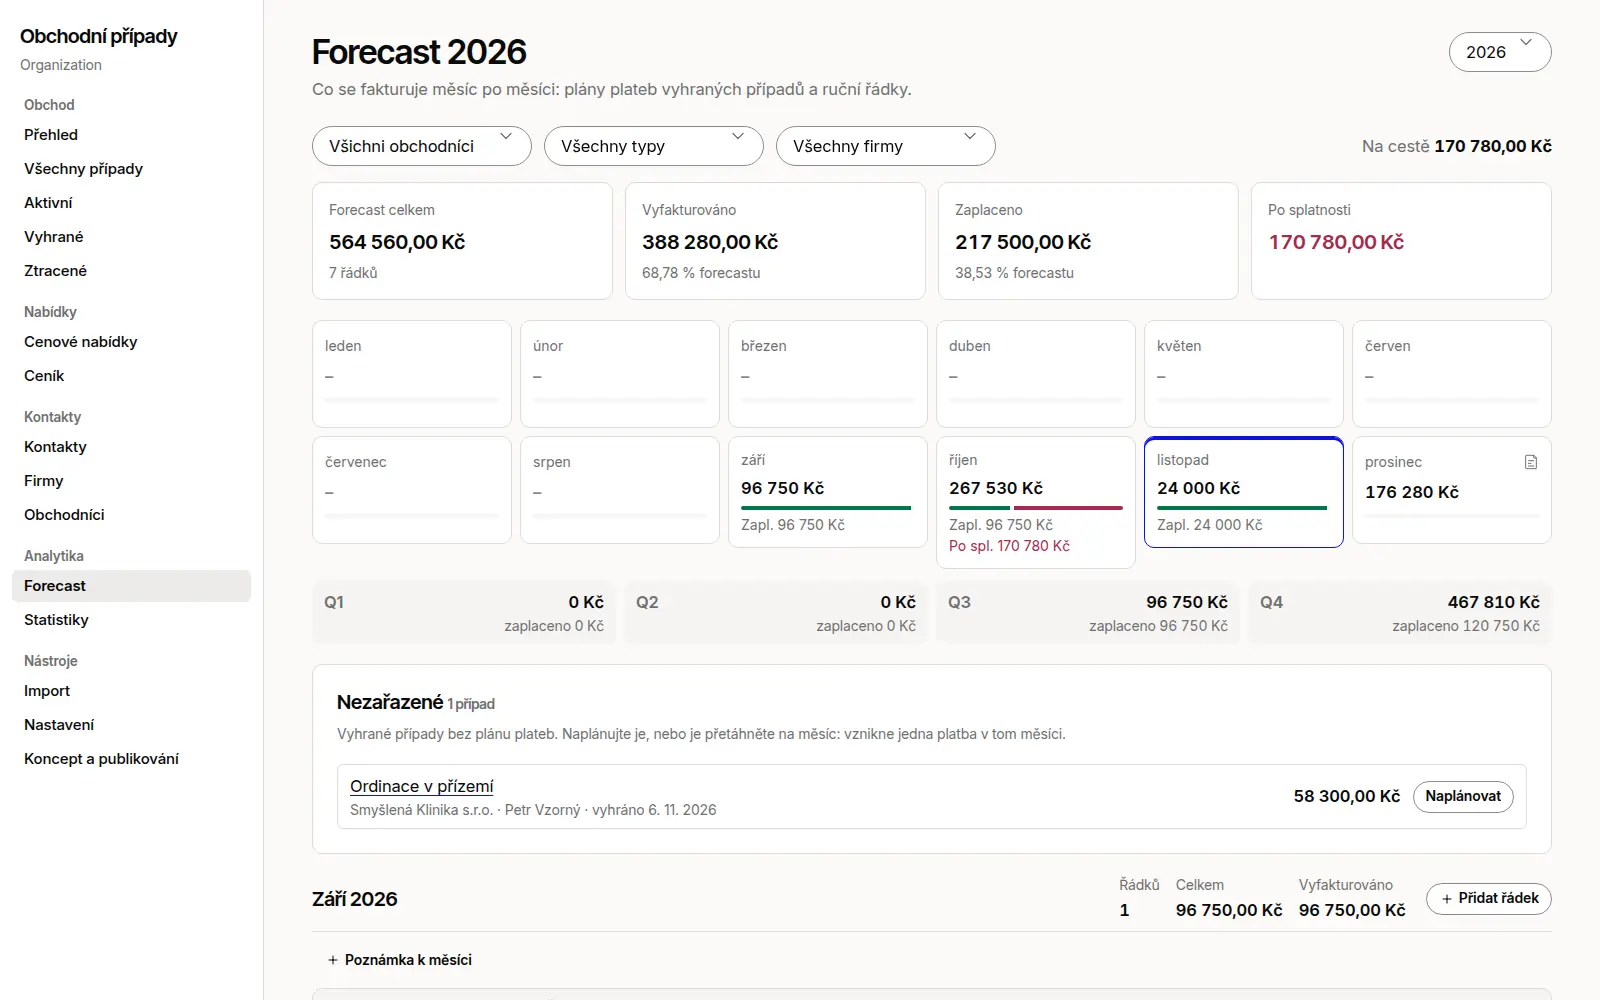 Obchodní případy
Organization
Obchod
Přehled
Všechny případy
Aktivní
Vyhrané
Ztracené
Nabídky
Cenové nabídky
Ceník
Kontakty
Kontakty
Firmy
Obchodníci
Analytika
Forecast
Statistiky
Nástroje
Import
Nastavení
Koncept a publikování
Forecast 2026
2026
Co se fakturuje měsíc po měsíci: plány plateb vyhraných případů a ruční řádky.
Všichni obchodníci
Všechny typy
Všechny firmy
Na cestě 170 780,00 Kč
Forecast celkem
564 560,00 Kč
7 řádků
Vyfakturováno
388 280,00 Kč
68,78 % forecastu
Zaplaceno
217 500,00 Kč
38,53 % forecastu
Po splatnosti
170 780,00 Kč
leden
–
únor
–
březen
–
duben
–
květen
–
červen
–
červenec
–
srpen
–
září
96 750 Kč
Zapl. 96 750 Kč
říjen
267 530 Kč
Zapl. 96 750 Kč
Po spl. 170 780 Kč
listopad
24 000 Kč
Zapl. 24 000 Kč
prosinec
176 280 Kč
Q1
0 Kč
zaplaceno 0 Kč
Q2
0 Kč
zaplaceno 0 Kč
Q3
96 750 Kč
zaplaceno 96 750 Kč
Q4
467 810 Kč
zaplaceno 120 750 Kč
Nezařazené 1 případ
Vyhrané případy bez plánu plateb. Naplánujte je, nebo je přetáhněte na měsíc: vznikne jedna platba v tom měsíci.
Ordinace v přízemí
Smyšlená Klinika s.r.o. · Petr Vzorný · vyhráno 6. 11. 2026
58 300,00 Kč
Naplánovat
Září 2026
Řádků
1
Celkem
96 750,00 Kč
Vyfakturováno
96 750,00 Kč
+ Přidat řádek
+ Poznámka k měsíci